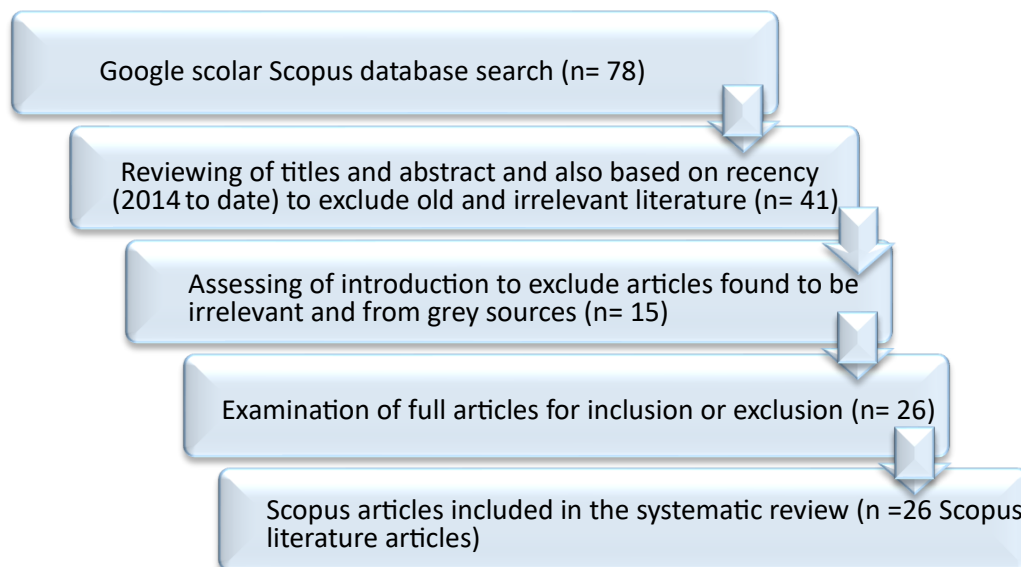 Google scolar Scopus database search (n= 78)
Reviewing of titles and abstract and also based on recency
(2014 to date) to exclude old and irrelevant literature (n= 41)
Assessing of introduction to exclude articles found to be
irrelevant and from grey sources (n= 15)
Examination of full articles for inclusion or exclusion (n= 26)
Scopus articles included in the systematic review (n =26 Scopus
literature articles)